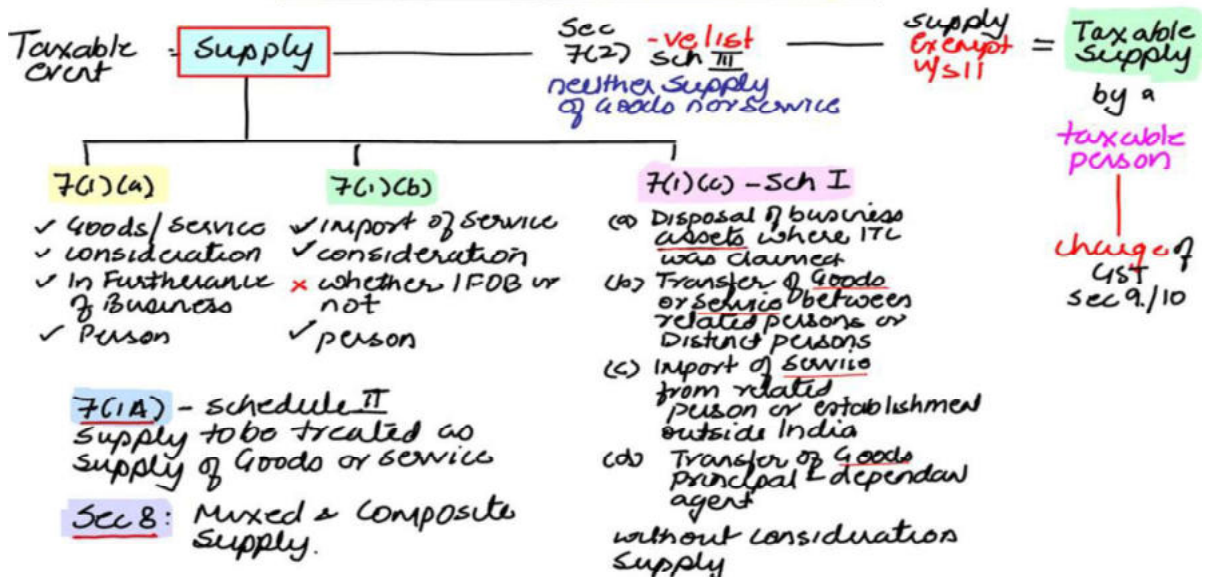 Taxable
event
=
Supply
Sec
7(2)
-ve list
Sch III
neither supply
of Goods nor service
supply
exempt
u/s 11
=
Taxable
Supply
by a
taxable
person
charge of
GST
sec 9/10
7(1)(a)
✓ Goods/Service
✓ consideration
✓ In Furtherance
of Business
✓ Person
7(1)(b)
✓ import of service
✓ consideration
× whether IFOB or
not
✓ person
7(1)(c) - Sch I
(a) Disposal of business
assets where ITC
was claimed
(b) Transfer of Goods
or Service between
related persons or
Distinct persons
(c) Import of Service
from related
person or establishment
outside India
(d) Transfer of Goods
principal & dependan
agent
without consideration
supply
7(1A) - schedule II
supply to be treated as
supply of Goods or service
Sec 8: Mixed & Composite
Supply.